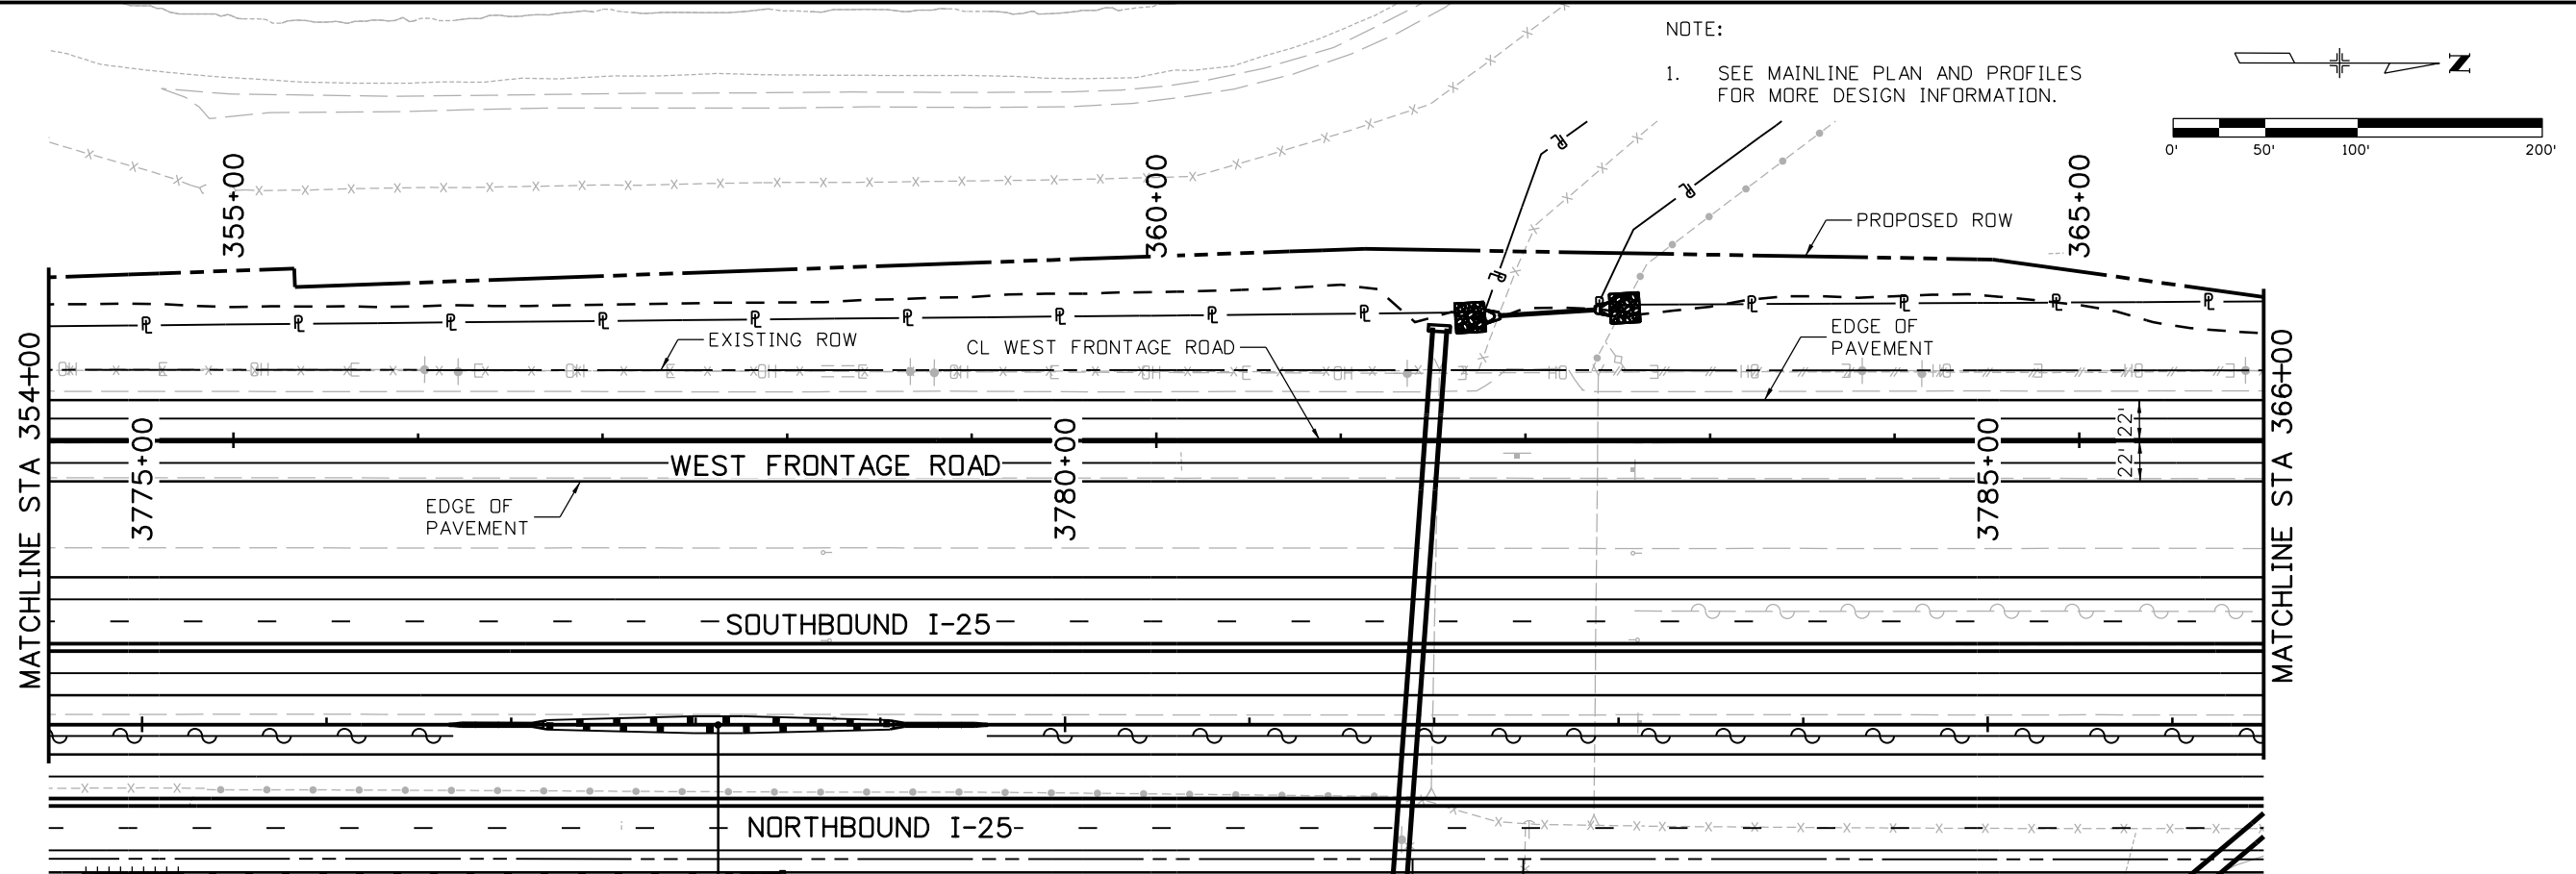 NOTE:
1. SEE MAINLINE PLAN AND PROFILES
FOR MORE DESIGN INFORMATION.
N
0' 50' 100' 200'
355+00
360+00
365+00
PROPOSED ROW
EXISTING ROW
CL WEST FRONTAGE ROAD
EDGE OF
PAVEMENT
MATCHLINE STA 354+00
MATCHLINE STA 366+00
22'
22'
3775+00
3780+00
3785+00
WEST FRONTAGE ROAD
EDGE OF
PAVEMENT
SOUTHBOUND I-25
NORTHBOUND I-25